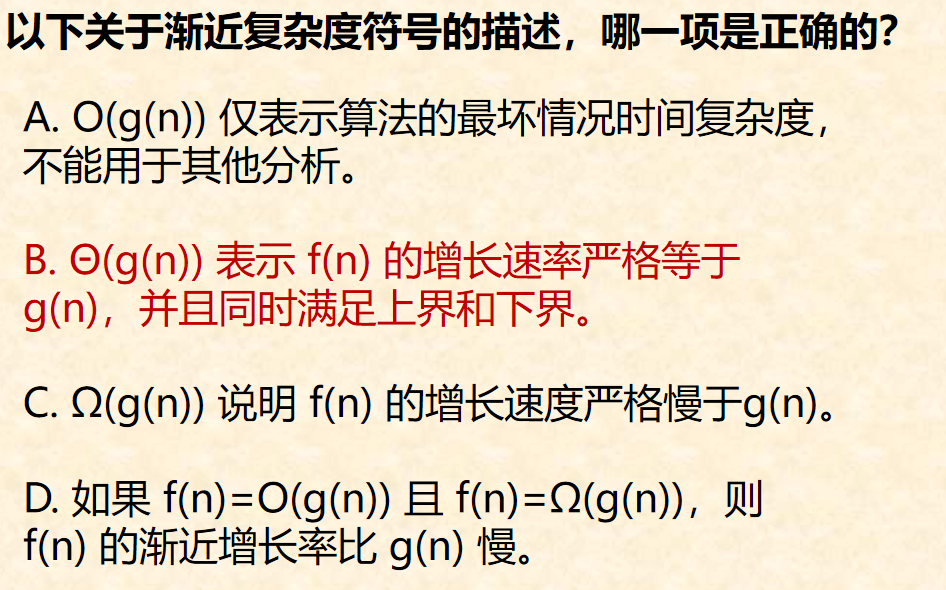 以下关于渐近复杂度符号的描述，哪一项是正确的？
A. O(g(n)) 仅表示算法的最坏情况时间复杂度，
不能用于其他分析。
B. Θ(g(n)) 表示 f(n) 的增长速率严格等于
g(n)，并且同时满足上界和下界。
C. Ω(g(n)) 说明 f(n) 的增长速度严格慢于g(n)。
D. 如果 f(n)=O(g(n)) 且 f(n)=Ω(g(n))，则
f(n) 的渐近增长率比 g(n) 慢。